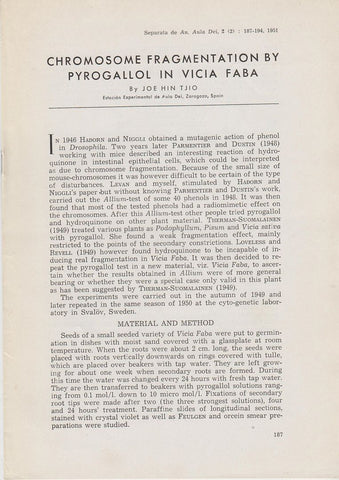 Separata de An. Aula Dei, 2 (2) : 187-194, 1951
CHROMOSOME FRAGMENTATION BY
PYROGALLOL IN VICIA FABA
By JOE HIN TJIO
Estación Experimental de Aula Dei, Zaragoza, Spain
IN 1946 HADORN and NIGGLI obtained a mutagenic action of phenol
in Drosophila. Two years later PARMENTIER and DUSTIN (1948)
working with mice described an interesting reaction of hydro-
quinone in intestinal epithelial cells, which could be interpreted
as due to chromosome fragmentation. Because of the small size of
mouse-chromosomes it was however difficult to be certain of the type
of disturbances. LEVAN and myself, stimulated by HADORN and
NIGGLI's paper but without knowing PARMENTIER and DUSTIN's work,
carried out the Allium-test of some 40 phenols in 1948. It was then
found that most of the tested phenols had a radiomimetic effect on
the chromosomes. After this Allium-test other people tried pyrogallol
and hydroquinone on other plant material. THERMAN-SUOMALAINEN
(1949) treated various plants as Podophyllum, Pisum and Vicia sativa
with pyrogallol. She found a weak fragmentation effect, mainly
restricted to the points of the secondary constrictions. LOVELESS and
REVELL (1949) however found hydroquinone to be incapable of in-
ducing real fragmentation in Vicia Faba. It was then decided to re-
peat the pyrogallol test in a new material, viz. Vicia Faba, to ascer-
tain whether the results obtained in Allium were of more general
bearing or whether they were a special case only valid in this plant
as has been suggested by THERMAN-SUOMALAINEN (1949).
The experiments were carried out in the autumn of 1949 and
later repeated in the same season of 1950 at the cyto-genetic labor-
atory in Svalöv, Sweden.
MATERIAL AND METHOD
Seeds of a small seeded variety of Vicia Faba were put to germin-
ation in dishes with moist sand covered with a glassplate at room
temperature. When the roots were about 2 cm. long, the seeds were
placed with roots vertically downwards on rings covered with tulle,
which are placed over beakers with tap water. They are left grow-
ing for about one week when secondary roots are formed. During
this time the water was changed every 24 hours with fresh tap water.
They are then transferred to beakers with pyrogallol solutions rang-
ing from 0.1 mol/l. down to 10 micro mol/l. Fixations of secondary
root tips were made after two (the three strongest solutions), four
and 24 hours' treatment. Paraffine slides of longitudinal sections,
stained with crystal violet as well as FEULGEN and orcein smear pre-
parations were studied.
187